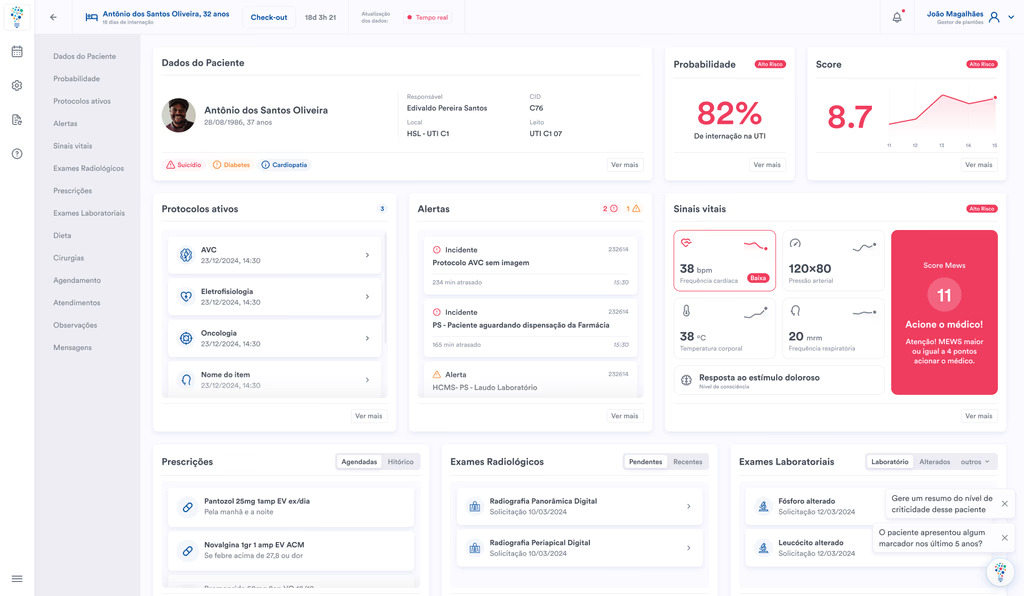 Antônio dos Santos Oliveira, 32 anos
18 dias de internação
Check-out
18d 3h 21
Atualização
dos dados:
Tempo real
João Magalhães
Gestor de plantões
Dados do Paciente
Probabilidade
Protocolos ativos
Alertas
Sinais vitais
Exames Radiológicos
Prescrições
Exames Laboratoriais
Dieta
Cirurgias
Agendamento
Atendimentos
Observações
Mensagens
Dados do Paciente
Antônio dos Santos Oliveira
28/08/1986, 37 anos
Responsável
Edivaldo Pereira Santos
CID
C76
Local
HSL - UTI C1
Leito
UTI C1 07
Suicídio
Diabetes
Cardiopatia
Ver mais
Probabilidade
Alto Risco
82%
De internação na UTI
Ver mais
Score
Alto Risco
8.7
11 12 13 14 15
Ver mais
Protocolos ativos
3
AVC
23/12/2024, 14:30
Eletrofisiologia
23/12/2024, 14:30
Oncologia
23/12/2024, 14:30
Nome do item
23/12/2024, 14:30
Ver mais
Alertas
2
1
Incidente
232614
Protocolo AVC sem imagem
234 min atrasado
15:30
Incidente
232614
PS - Paciente aguardando dispensação da Farmácia
165 min atrasado
15:30
Alerta
232614
HCMS- PS - Laudo Laboratório
Ver mais
Sinais vitais
Alto Risco
38 bpm
Frequência cardíaca
Baixa
120×80
Pressão arterial
38 °C
Temperatura corporal
20 mrm
Frequência respiratória
Resposta ao estímulo doloroso
Nível de consciência
Score Mews
11
Acione o médico!
Atenção! MEWS maior
ou igual a 4 pontos
acionar o médico.
Ver mais
Prescrições
Agendadas
Hitórico
Pantozol 25mg 1amp EV ex/dia
Pela manhã e a noite
Novalgina 1gr 1 amp EV ACM
Se febre acima de 27,8 ou dor
Exames Radiológicos
Pendentes
Recentes
Radiografia Panorâmica Digital
Solicitação 10/03/2024
Radiografia Periapical Digital
Solicitação 10/03/2024
Exames Laboratoriais
Laboratório
Alterados
outros
Fósforo alterado
Solicitação 12/03/2024
Leucócito alterado
Solicitação 12/03/2024
Gere um resumo do nível de
criticidade desse paciente
O paciente apresentou algum
marcador nos último 5 anos?